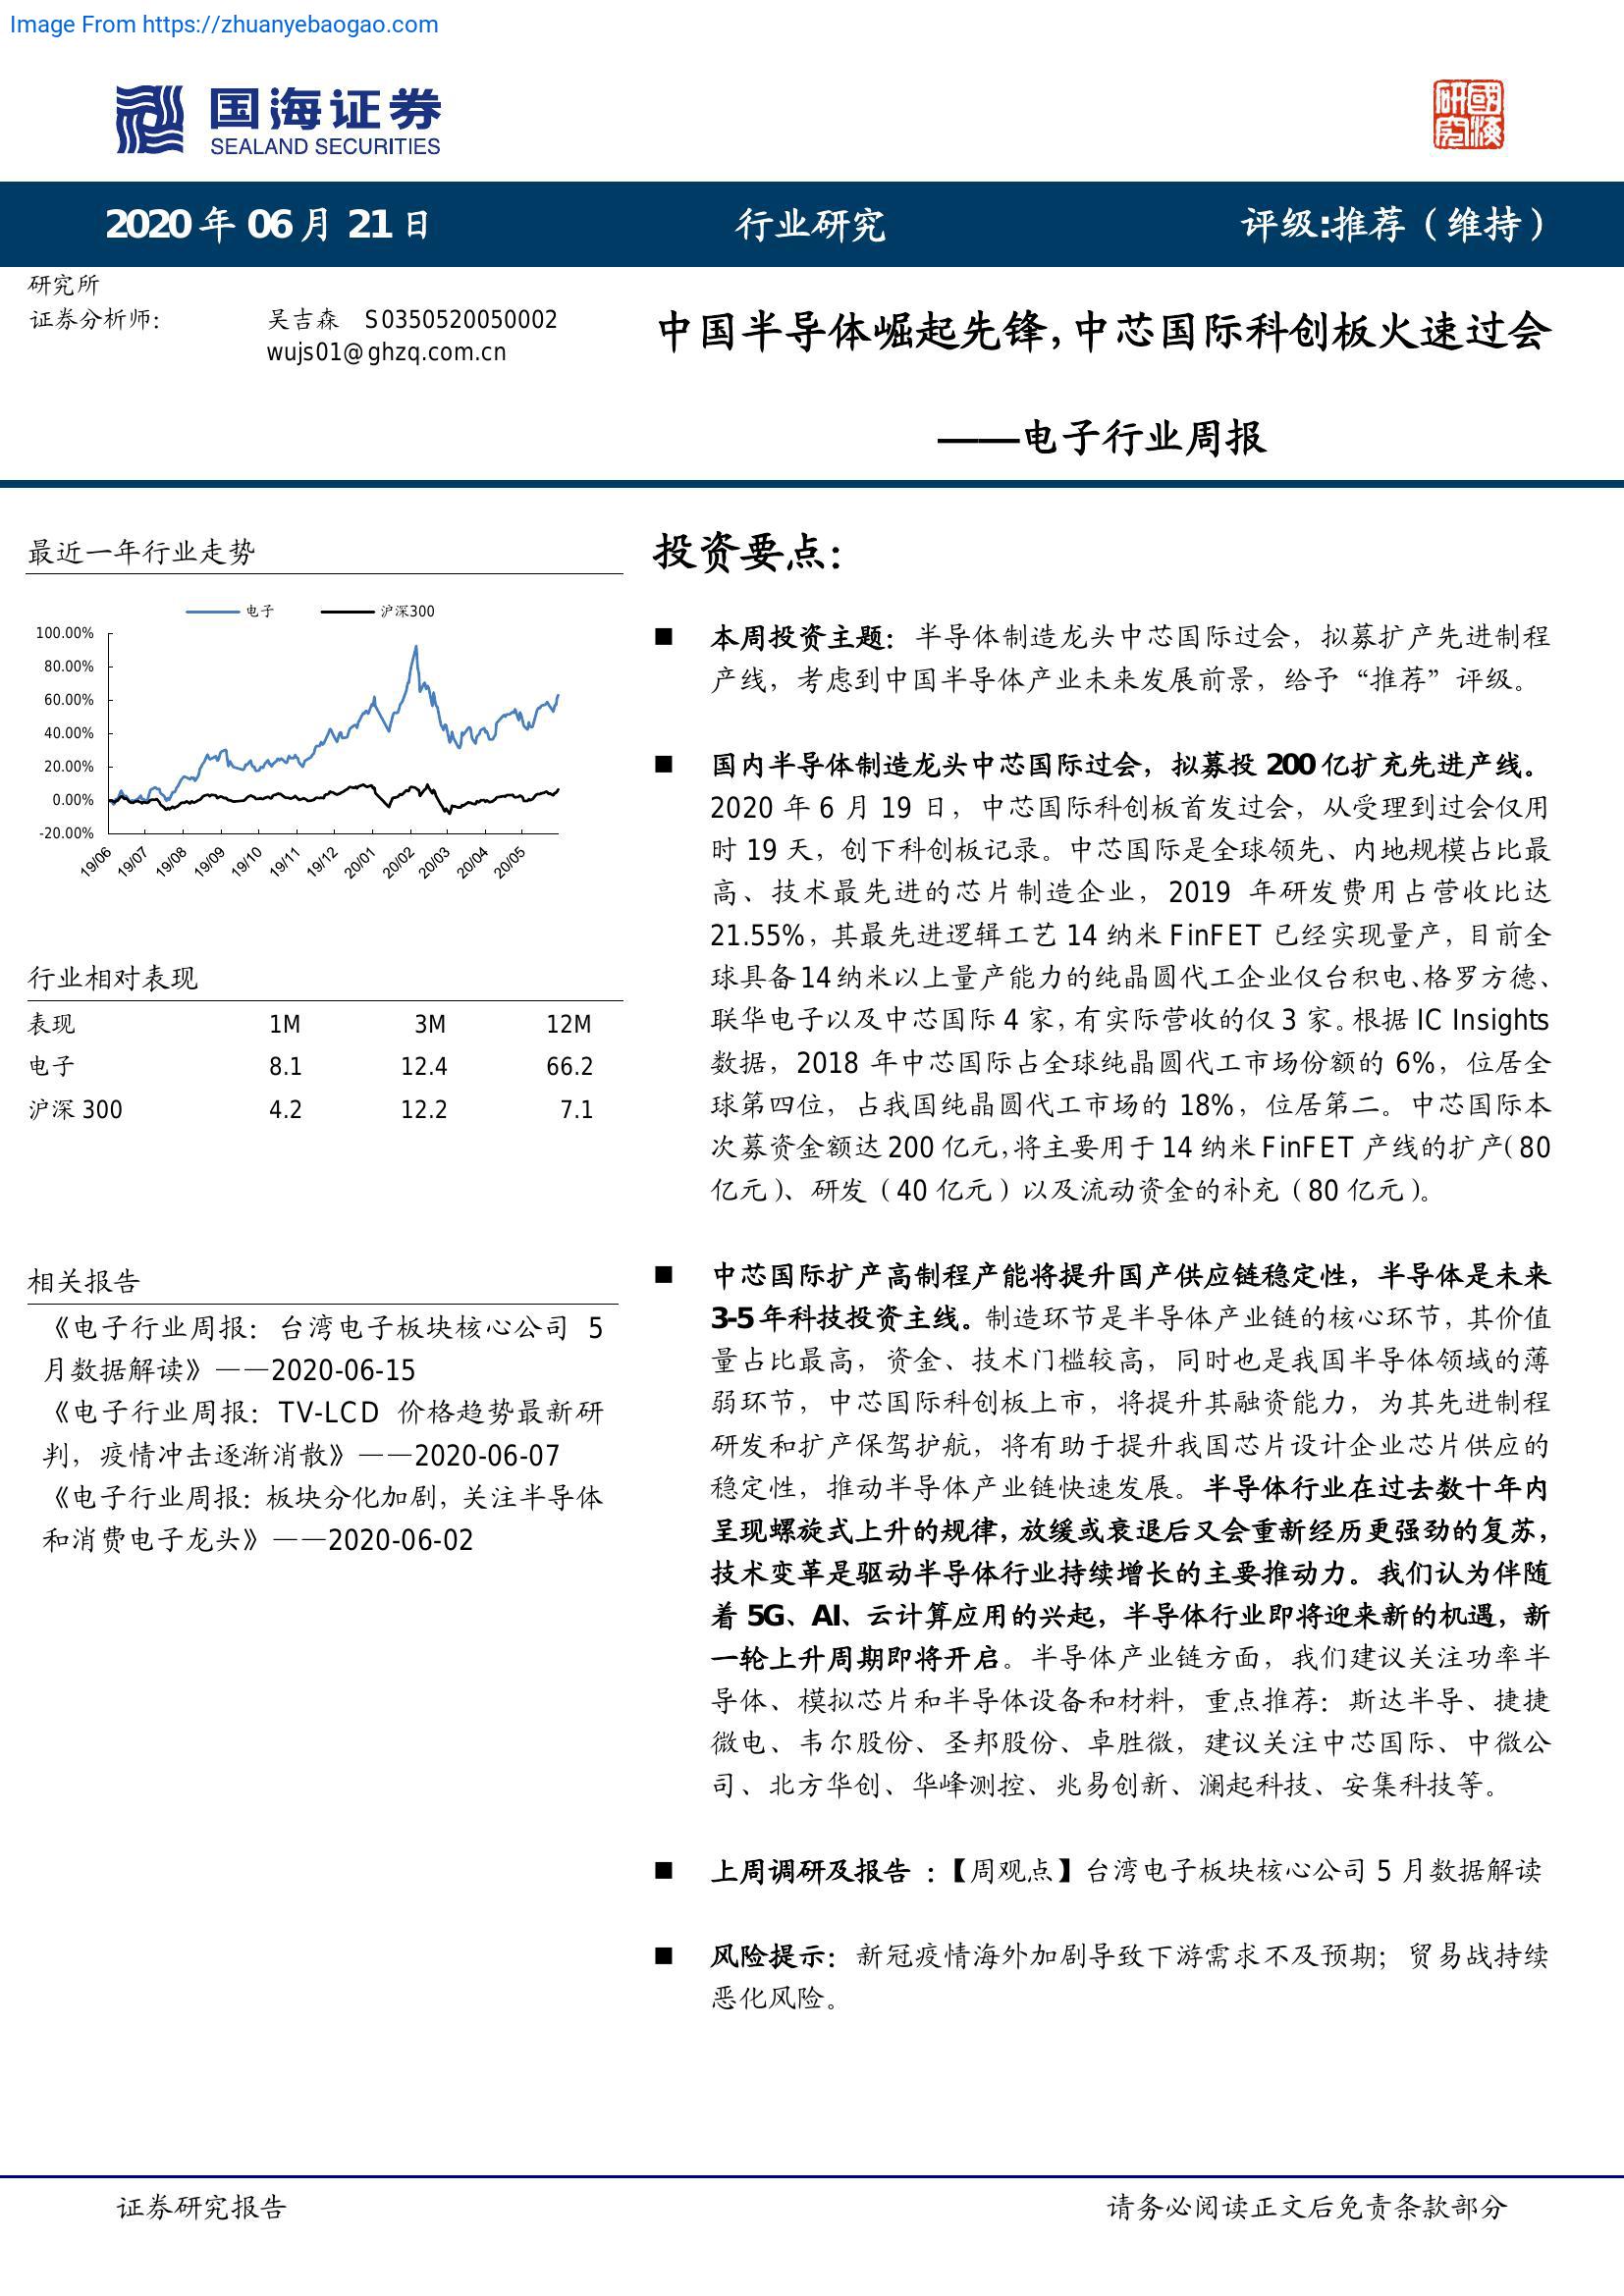 Image From https://zhuanyebaogao.com
国海证券
SEALAND SECURITIES
研國
究海
2020 年 06 月 21 日
行业研究
评级:推荐（维持）
研究所
证券分析师：
吴吉森 S0350520050002
wujs01@ghzq.com.cn
中国半导体崛起先锋，中芯国际科创板火速过会
——电子行业周报
最近一年行业走势
电子
沪深300
100.00%
80.00%
60.00%
40.00%
20.00%
0.00%
-20.00%
19/06 19/07 19/08 19/09 19/10 19/11 19/12 20/01 20/02 20/03 20/04 20/05
行业相对表现
表现 1M 3M 12M
电子 8.1 12.4 66.2
沪深 300 4.2 12.2 7.1
相关报告
《电子行业周报：台湾电子板块核心公司 5
月数据解读》——2020-06-15
《电子行业周报：TV-LCD 价格趋势最新研
判，疫情冲击逐渐消散》——2020-06-07
《电子行业周报：板块分化加剧，关注半导体
和消费电子龙头》——2020-06-02
投资要点：
■ 本周投资主题：半导体制造龙头中芯国际过会，拟募扩产先进制程
产线，考虑到中国半导体产业未来发展前景，给予“推荐”评级。
■ 国内半导体制造龙头中芯国际过会，拟募投 200 亿扩充先进产线。
2020 年 6 月 19 日，中芯国际科创板首发过会，从受理到过会仅用
时 19 天，创下科创板记录。中芯国际是全球领先、内地规模占比最
高、技术最先进的芯片制造企业，2019 年研发费用占营收比达
21.55%，其最先进逻辑工艺 14 纳米 FinFET 已经实现量产，目前全
球具备 14 纳米以上量产能力的纯晶圆代工企业仅台积电、格罗方德、
联华电子以及中芯国际 4 家，有实际营收的仅 3 家。根据 IC Insights
数据，2018 年中芯国际占全球纯晶圆代工市场份额的 6%，位居全
球第四位，占我国纯晶圆代工市场的 18%，位居第二。中芯国际本
次募资金额达 200 亿元，将主要用于 14 纳米 FinFET 产线的扩产（80
亿元）、研发（40 亿元）以及流动资金的补充（80 亿元）。
■ 中芯国际扩产高制程产能将提升国产供应链稳定性，半导体是未来
3-5 年科技投资主线。制造环节是半导体产业链的核心环节，其价值
量占比最高，资金、技术门槛较高，同时也是我国半导体领域的薄
弱环节，中芯国际科创板上市，将提升其融资能力，为其先进制程
研发和扩产保驾护航，将有助于提升我国芯片设计企业芯片供应的
稳定性，推动半导体产业链快速发展。半导体行业在过去数十年内
呈现螺旋式上升的规律，放缓或衰退后又会重新经历更强劲的复苏，
技术变革是驱动半导体行业持续增长的主要推动力。我们认为伴随
着 5G、AI、云计算应用的兴起，半导体行业即将迎来新的机遇，新
一轮上升周期即将开启。半导体产业链方面，我们建议关注功率半
导体、模拟芯片和半导体设备和材料，重点推荐：斯达半导、捷捷
微电、韦尔股份、圣邦股份、卓胜微，建议关注中芯国际、中微公
司、北方华创、华峰测控、兆易创新、澜起科技、安集科技等。
■ 上周调研及报告 ：【周观点】台湾电子板块核心公司 5 月数据解读
■ 风险提示：新冠疫情海外加剧导致下游需求不及预期；贸易战持续
恶化风险。
证券研究报告
请务必阅读正文后免责条款部分